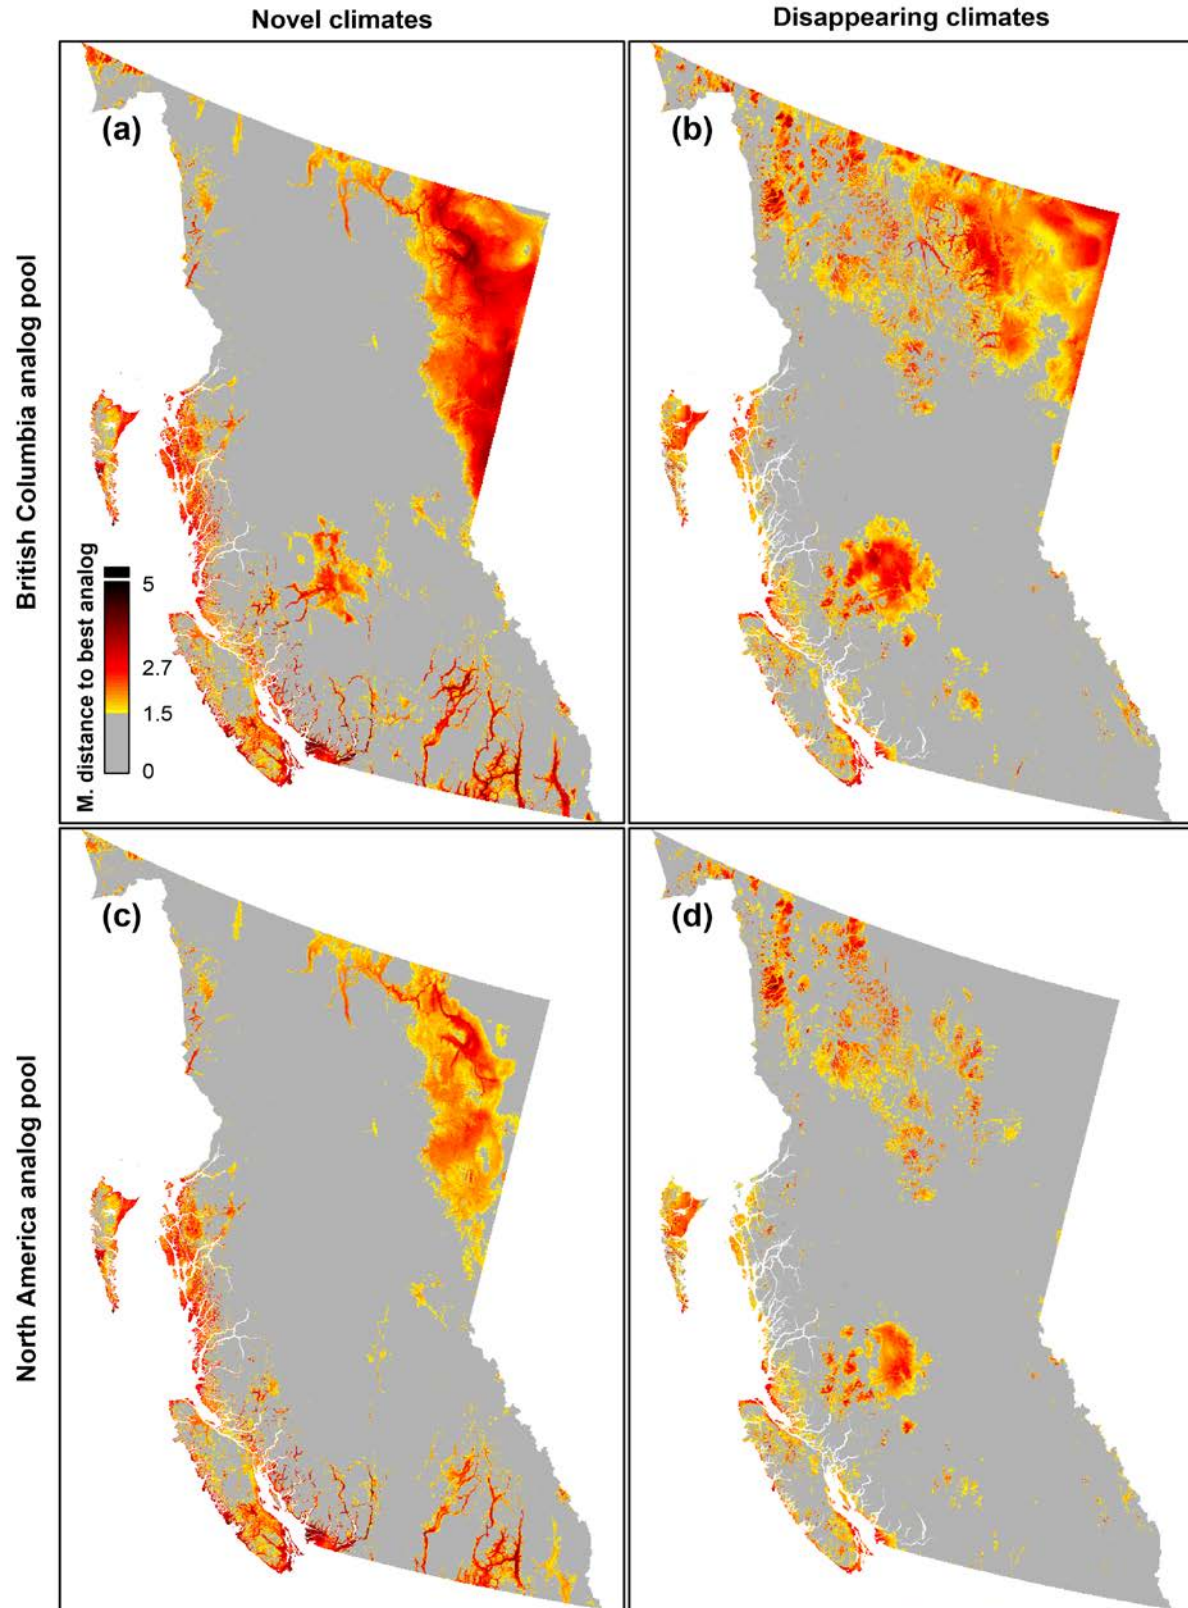 Novel climates
Disappearing climates
British Columbia analog pool
(a)
(b)
M. distance to best analog
5
2.7
1.5
0
North America analog pool
(c)
(d)